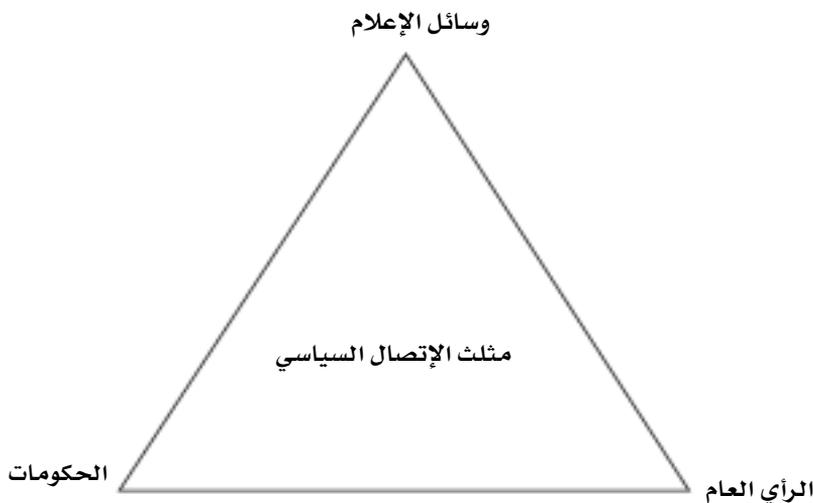 وسائل الإعلام
مثلث الإتصال السياسي
الحكومات
الرأي العام